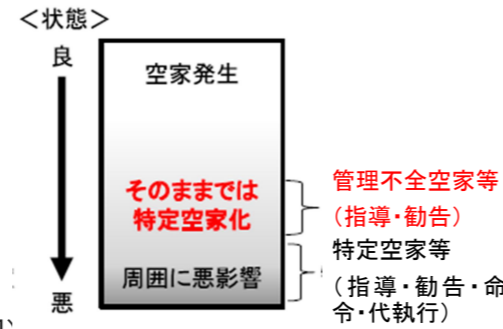 ＜状態＞
良
空家発生
そのままでは
特定空家化
管理不全空家等
（指導・勧告）
特定空家等
周囲に悪影響
（指導・勧告・命
令・代執行）
悪